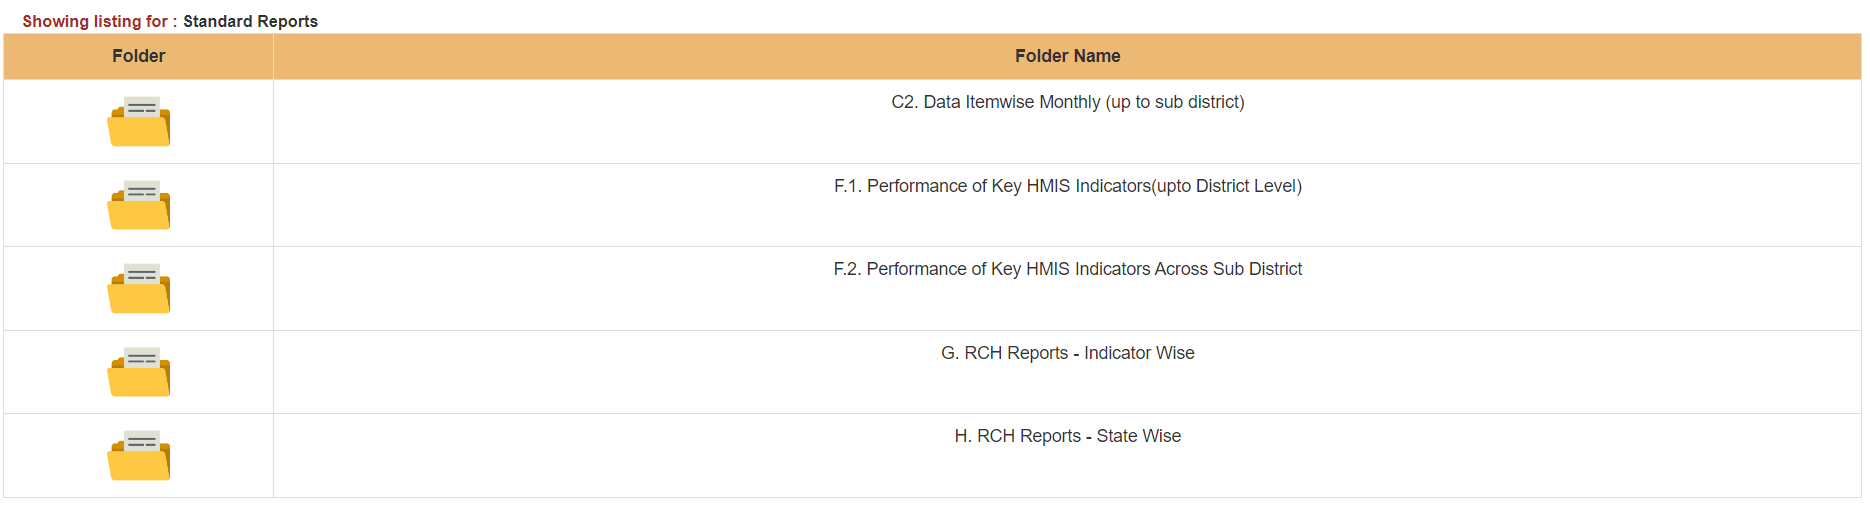 Showing listing for : Standard Reports
Folder Folder Name
C2. Data Itemwise Monthly (up to sub district)
F.1. Performance of Key HMIS Indicators(upto District Level)
F.2. Performance of Key HMIS Indicators Across Sub District
G. RCH Reports - Indicator Wise
H. RCH Reports - State Wise